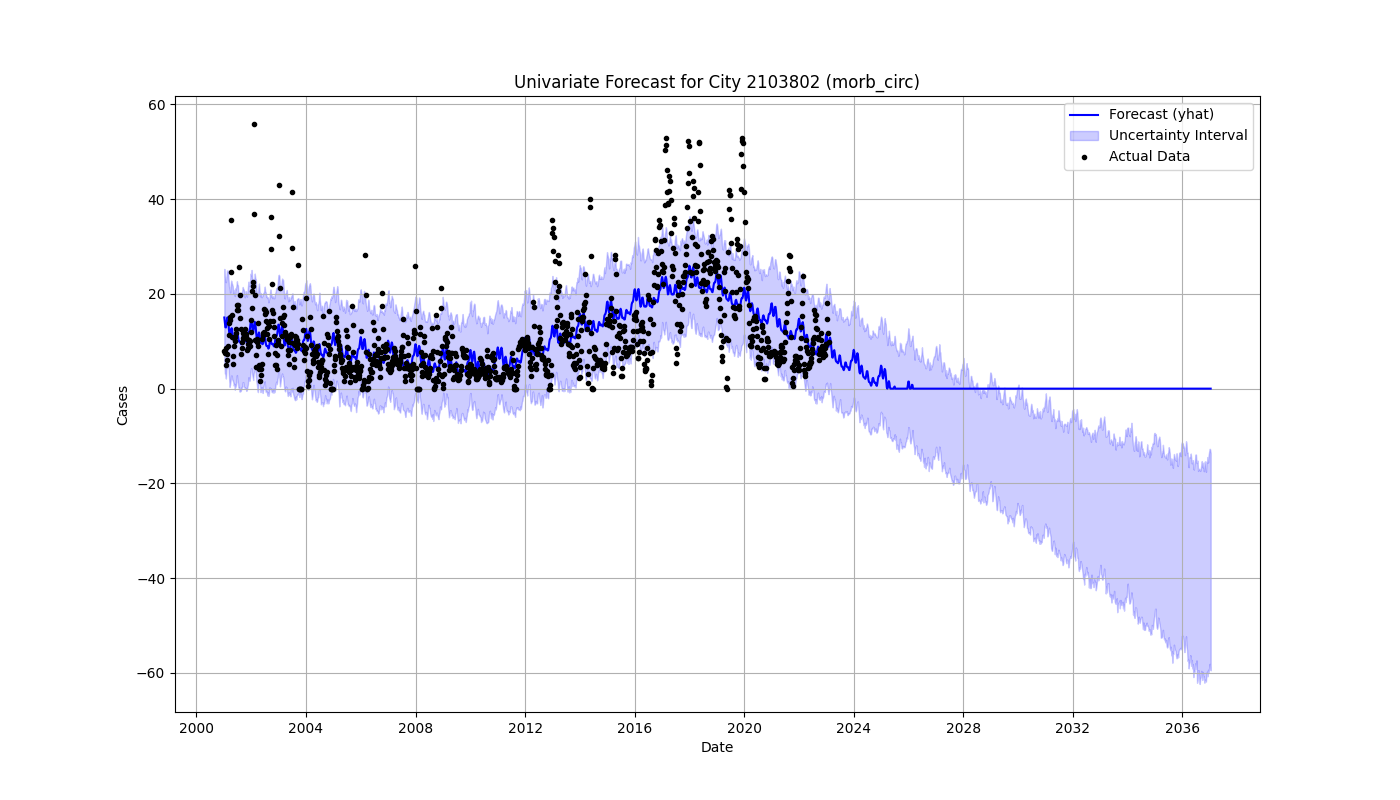 Univariate Forecast for City 2103802 (morb_circ)
Forecast (yhat)
Uncertainty Interval
Actual Data
Cases
60
40
20
0
−20
−40
−60
2000 2004 2008 2012 2016 2020 2024 2028 2032 2036
Date